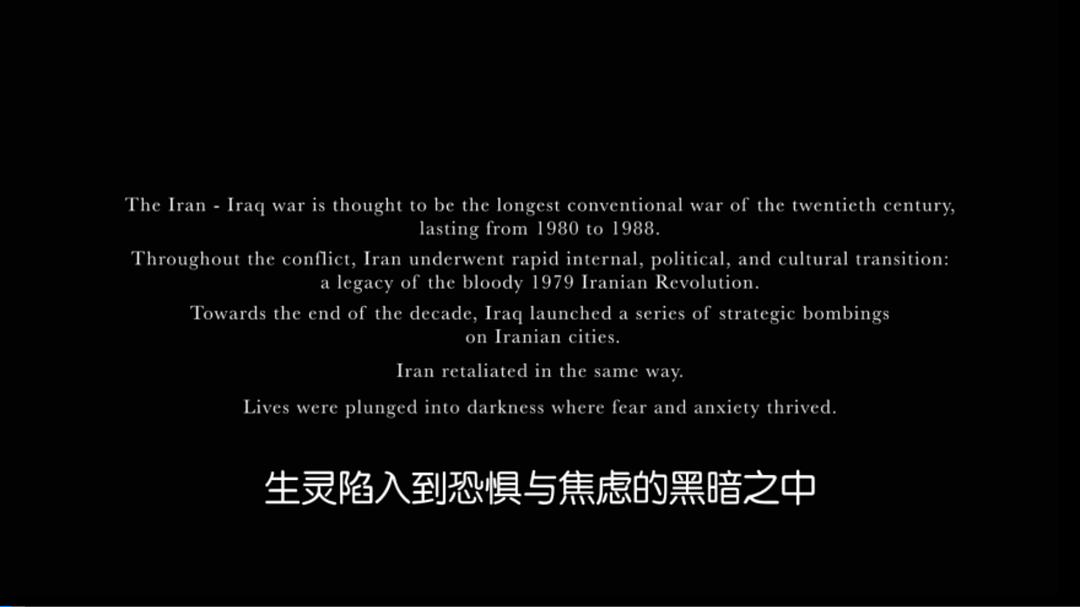 The Iran - Iraq war is thought to be the longest conventional war of the twentieth century,
lasting from 1980 to 1988.
Throughout the conflict, Iran underwent rapid internal, political, and cultural transition:
a legacy of the bloody 1979 Iranian Revolution.
Towards the end of the decade, Iraq launched a series of strategic bombings
on Iranian cities.
Iran retaliated in the same way.
Lives were plunged into darkness where fear and anxiety thrived.
生灵陷入到恐惧与焦虑的黑暗之中